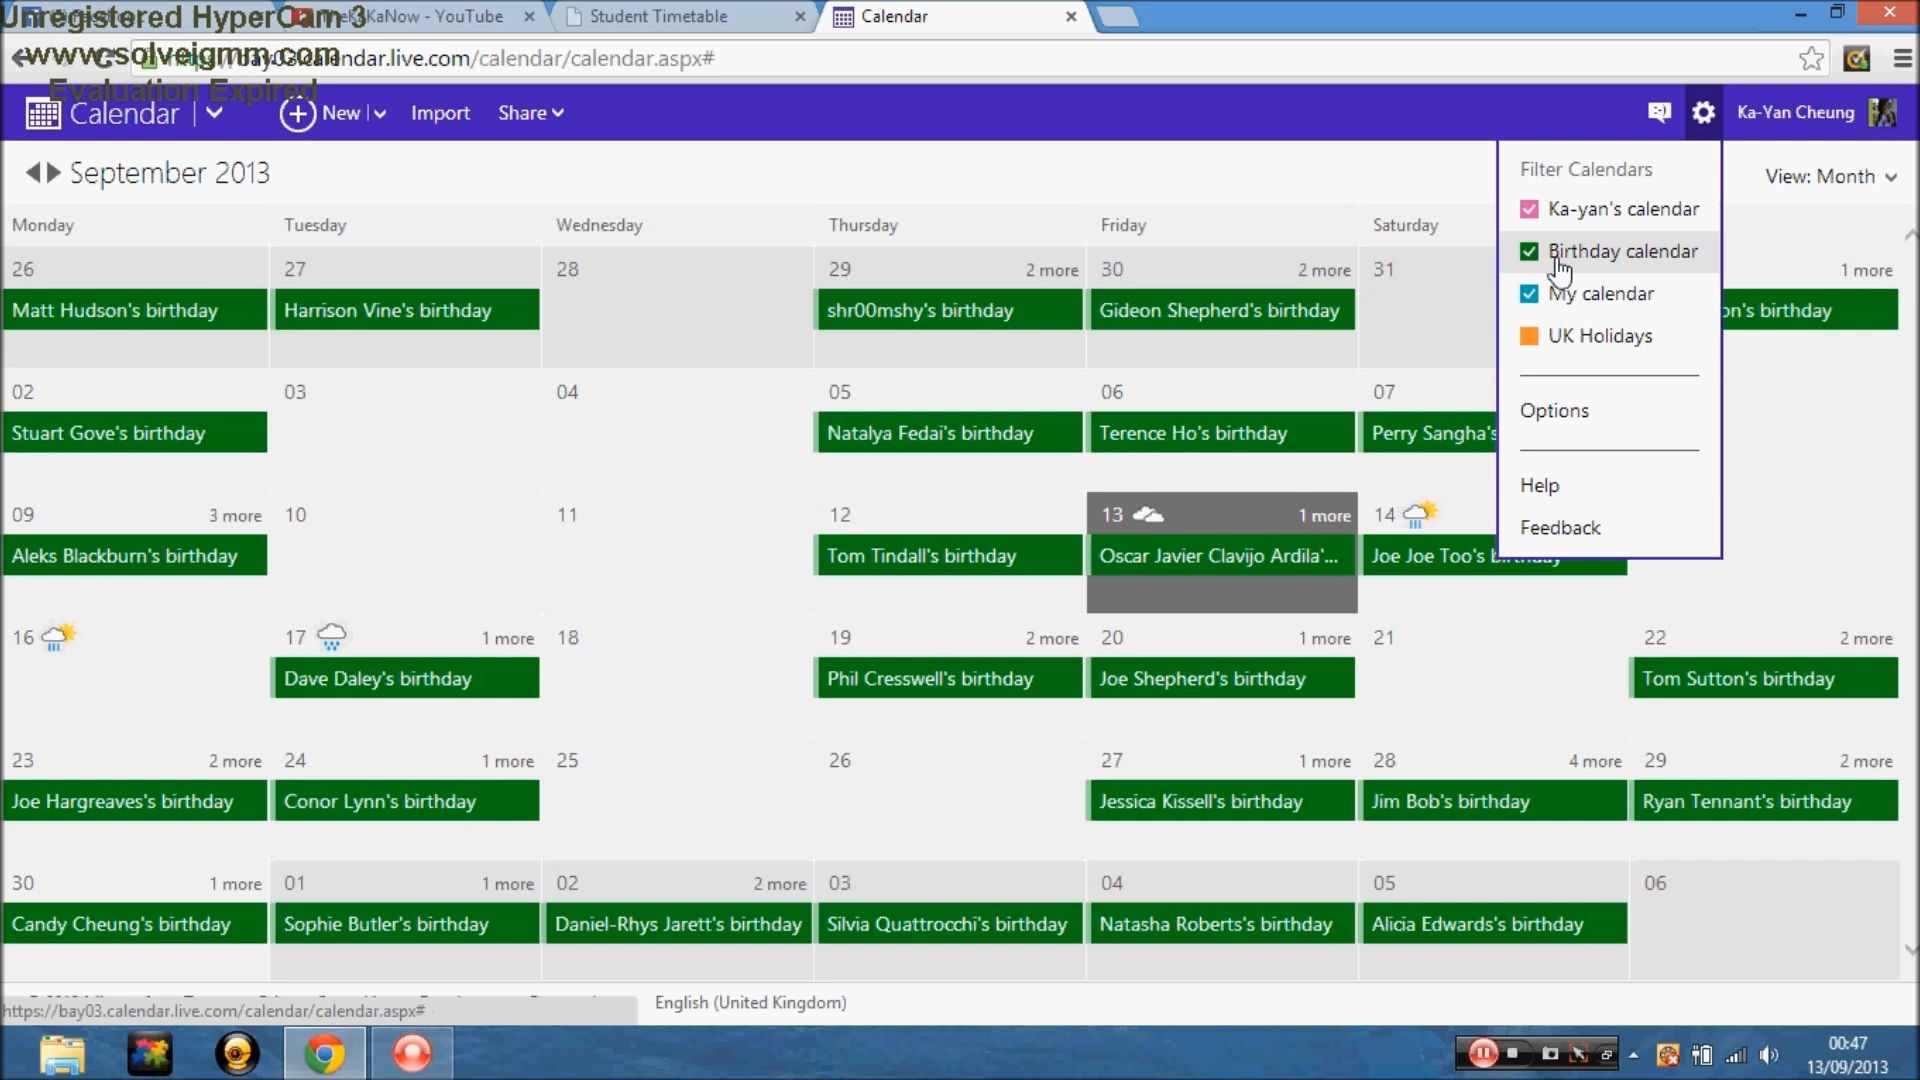 Unregistered HyperCam 3
www.solveigmm.com
Evaluation Expired
TheKaKaNow - YouTube
Student Timetable
Calendar
https://bay03.calendar.live.com/calendar/calendar.aspx#
Calendar New Import Share Ka-Yan Cheung
September 2013
View: Month
Filter Calendars
Ka-yan's calendar
Birthday calendar
My calendar
UK Holidays
Options
Help
Feedback
Monday Tuesday Wednesday Thursday Friday Saturday
26 27 28 29 2 more 30 2 more 31 1 more
Matt Hudson's birthday Harrison Vine's birthday shr00mshy's birthday Gideon Shepherd's birthday on's birthday
02 03 04 05 06 07
Stuart Gove's birthday Natalya Fedai's birthday Terence Ho's birthday Perry Sangha's
09 3 more 10 11 12 13 1 more 14
Aleks Blackburn's birthday Tom Tindall's birthday Oscar Javier Clavijo Ardila'... Joe Joe Too's birthday
16 17 1 more 18 19 2 more 20 1 more 21 22 2 more
Dave Daley's birthday Phil Cresswell's birthday Joe Shepherd's birthday Tom Sutton's birthday
23 2 more 24 1 more 25 26 27 1 more 28 4 more 29 2 more
Joe Hargreaves's birthday Conor Lynn's birthday Jessica Kissell's birthday Jim Bob's birthday Ryan Tennant's birthday
30 1 more 01 1 more 02 2 more 03 04 05 06
Candy Cheung's birthday Sophie Butler's birthday Daniel-Rhys Jarett's birthday Silvia Quattrocchi's birthday Natasha Roberts's birthday Alicia Edwards's birthday
English (United Kingdom)
https://bay03.calendar.live.com/calendar/calendar.aspx#
00:47
13/09/2013